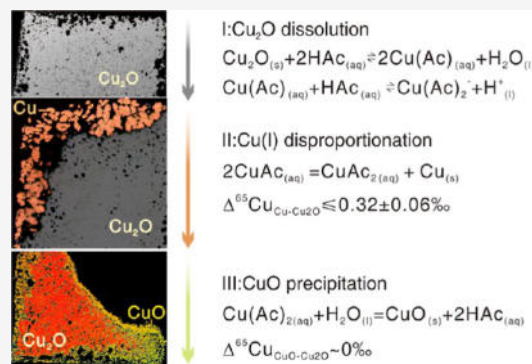 Cu₂O
I:Cu₂O dissolution
Cu₂O₍ₛ₎+2HAc₍aq₎⇌2Cu(Ac)₍aq₎+H₂O₍l₎
Cu(Ac)₍aq₎+HAc₍aq₎⇌Cu(Ac)₂⁻+H⁺₍l₎
Cu
Cu₂O
II:Cu(I) disproportionation
2CuAc₍aq₎=CuAc₂₍aq₎+Cu₍ₛ₎
Δ⁶⁵Cu_Cu-Cu2O≤0.32±0.06‰
CuO
Cu₂O
III:CuO precipitation
Cu(Ac)₂₍aq₎+H₂O₍l₎=CuO₍ₛ₎+2HAc₍aq₎
Δ⁶⁵Cu_CuO-Cu2O~0‰